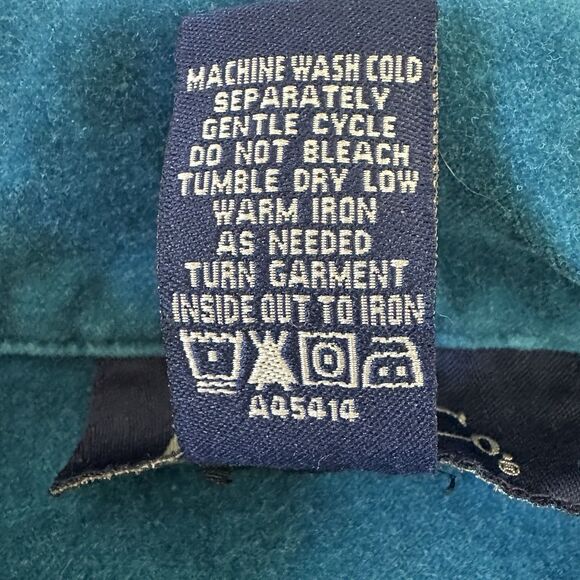 MACHINE WASH COLD
SEPARATELY
GENTLE CYCLE
DO NOT BLEACH
TUMBLE DRY LOW
WARM IRON
AS NEEDED
TURN GARMENT
INSIDE OUT TO IRON
AA5414